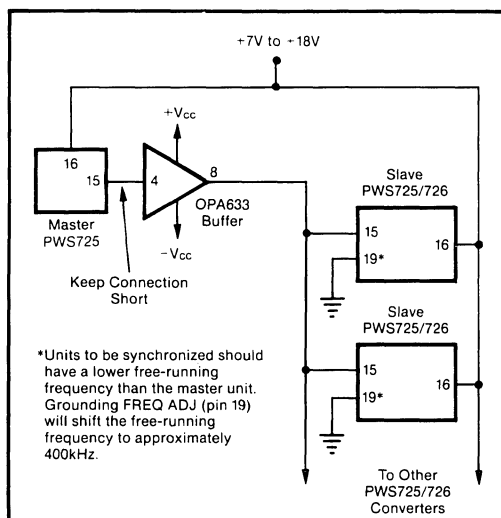 +7V to +18V
+Vcc
16
15
4
8
OPA633
Buffer
Master
PWS725
−Vcc
Keep Connection
Short
Slave
PWS725/726
15
16
19*
Slave
PWS725/726
15
16
19*
*Units to be synchronized should
have a lower free-running
frequency than the master unit.
Grounding FREQ ADJ (pin 19)
will shift the free-running
frequency to approximately
400kHz.
To Other
PWS725/726
Converters